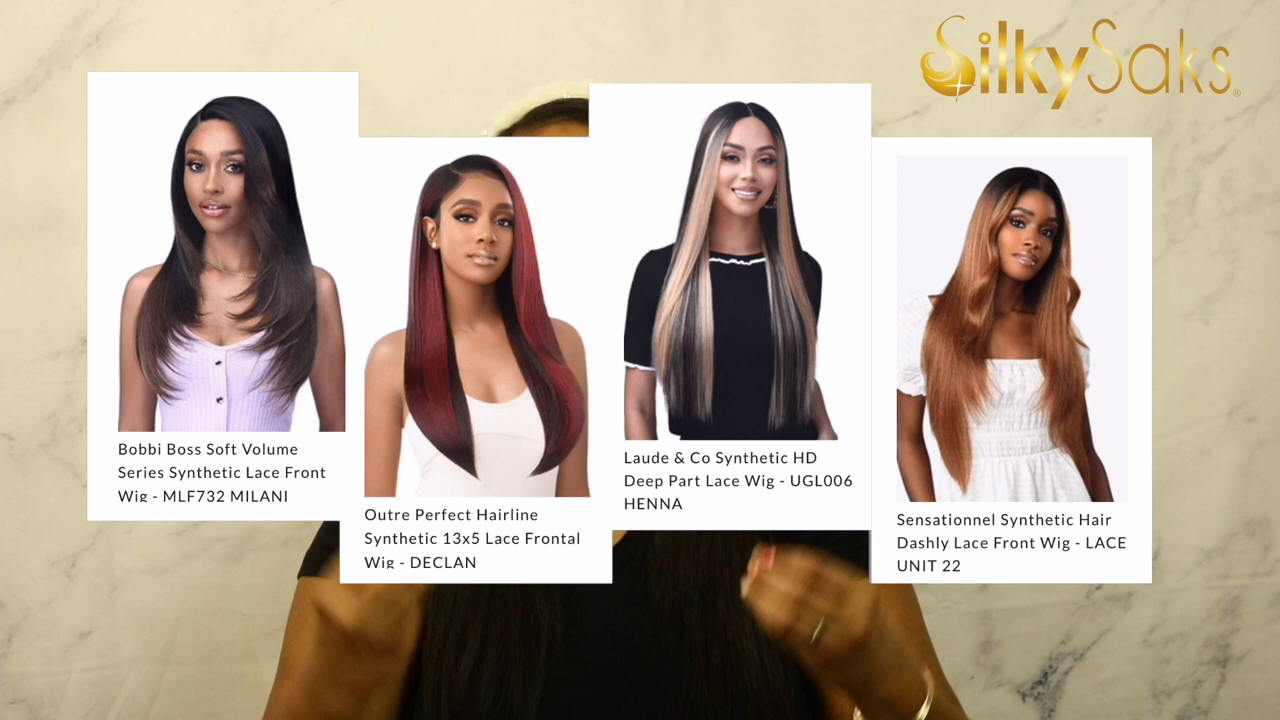 SilkySaks®
Bobbi Boss Soft Volume
Series Synthetic Lace Front
Wig - MLF732 MILANI
Outre Perfect Hairline
Synthetic 13x5 Lace Frontal
Wig - DECLAN
Laude & Co Synthetic HD
Deep Part Lace Wig - UGL006
HENNA
Sensationnel Synthetic Hair
Dashly Lace Front Wig - LACE
UNIT 22